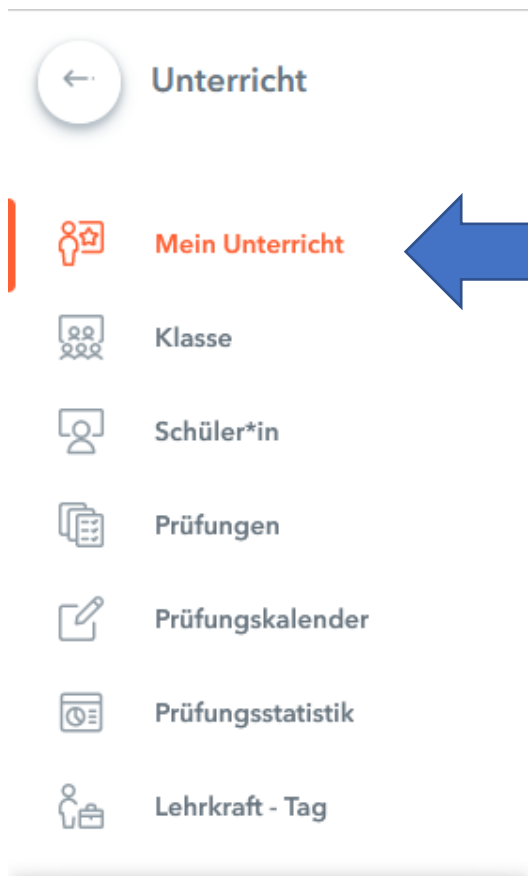 Unterricht
Mein Unterricht
Klasse
Schüler*in
Prüfungen
Prüfungskalender
Prüfungsstatistik
Lehrkraft - Tag